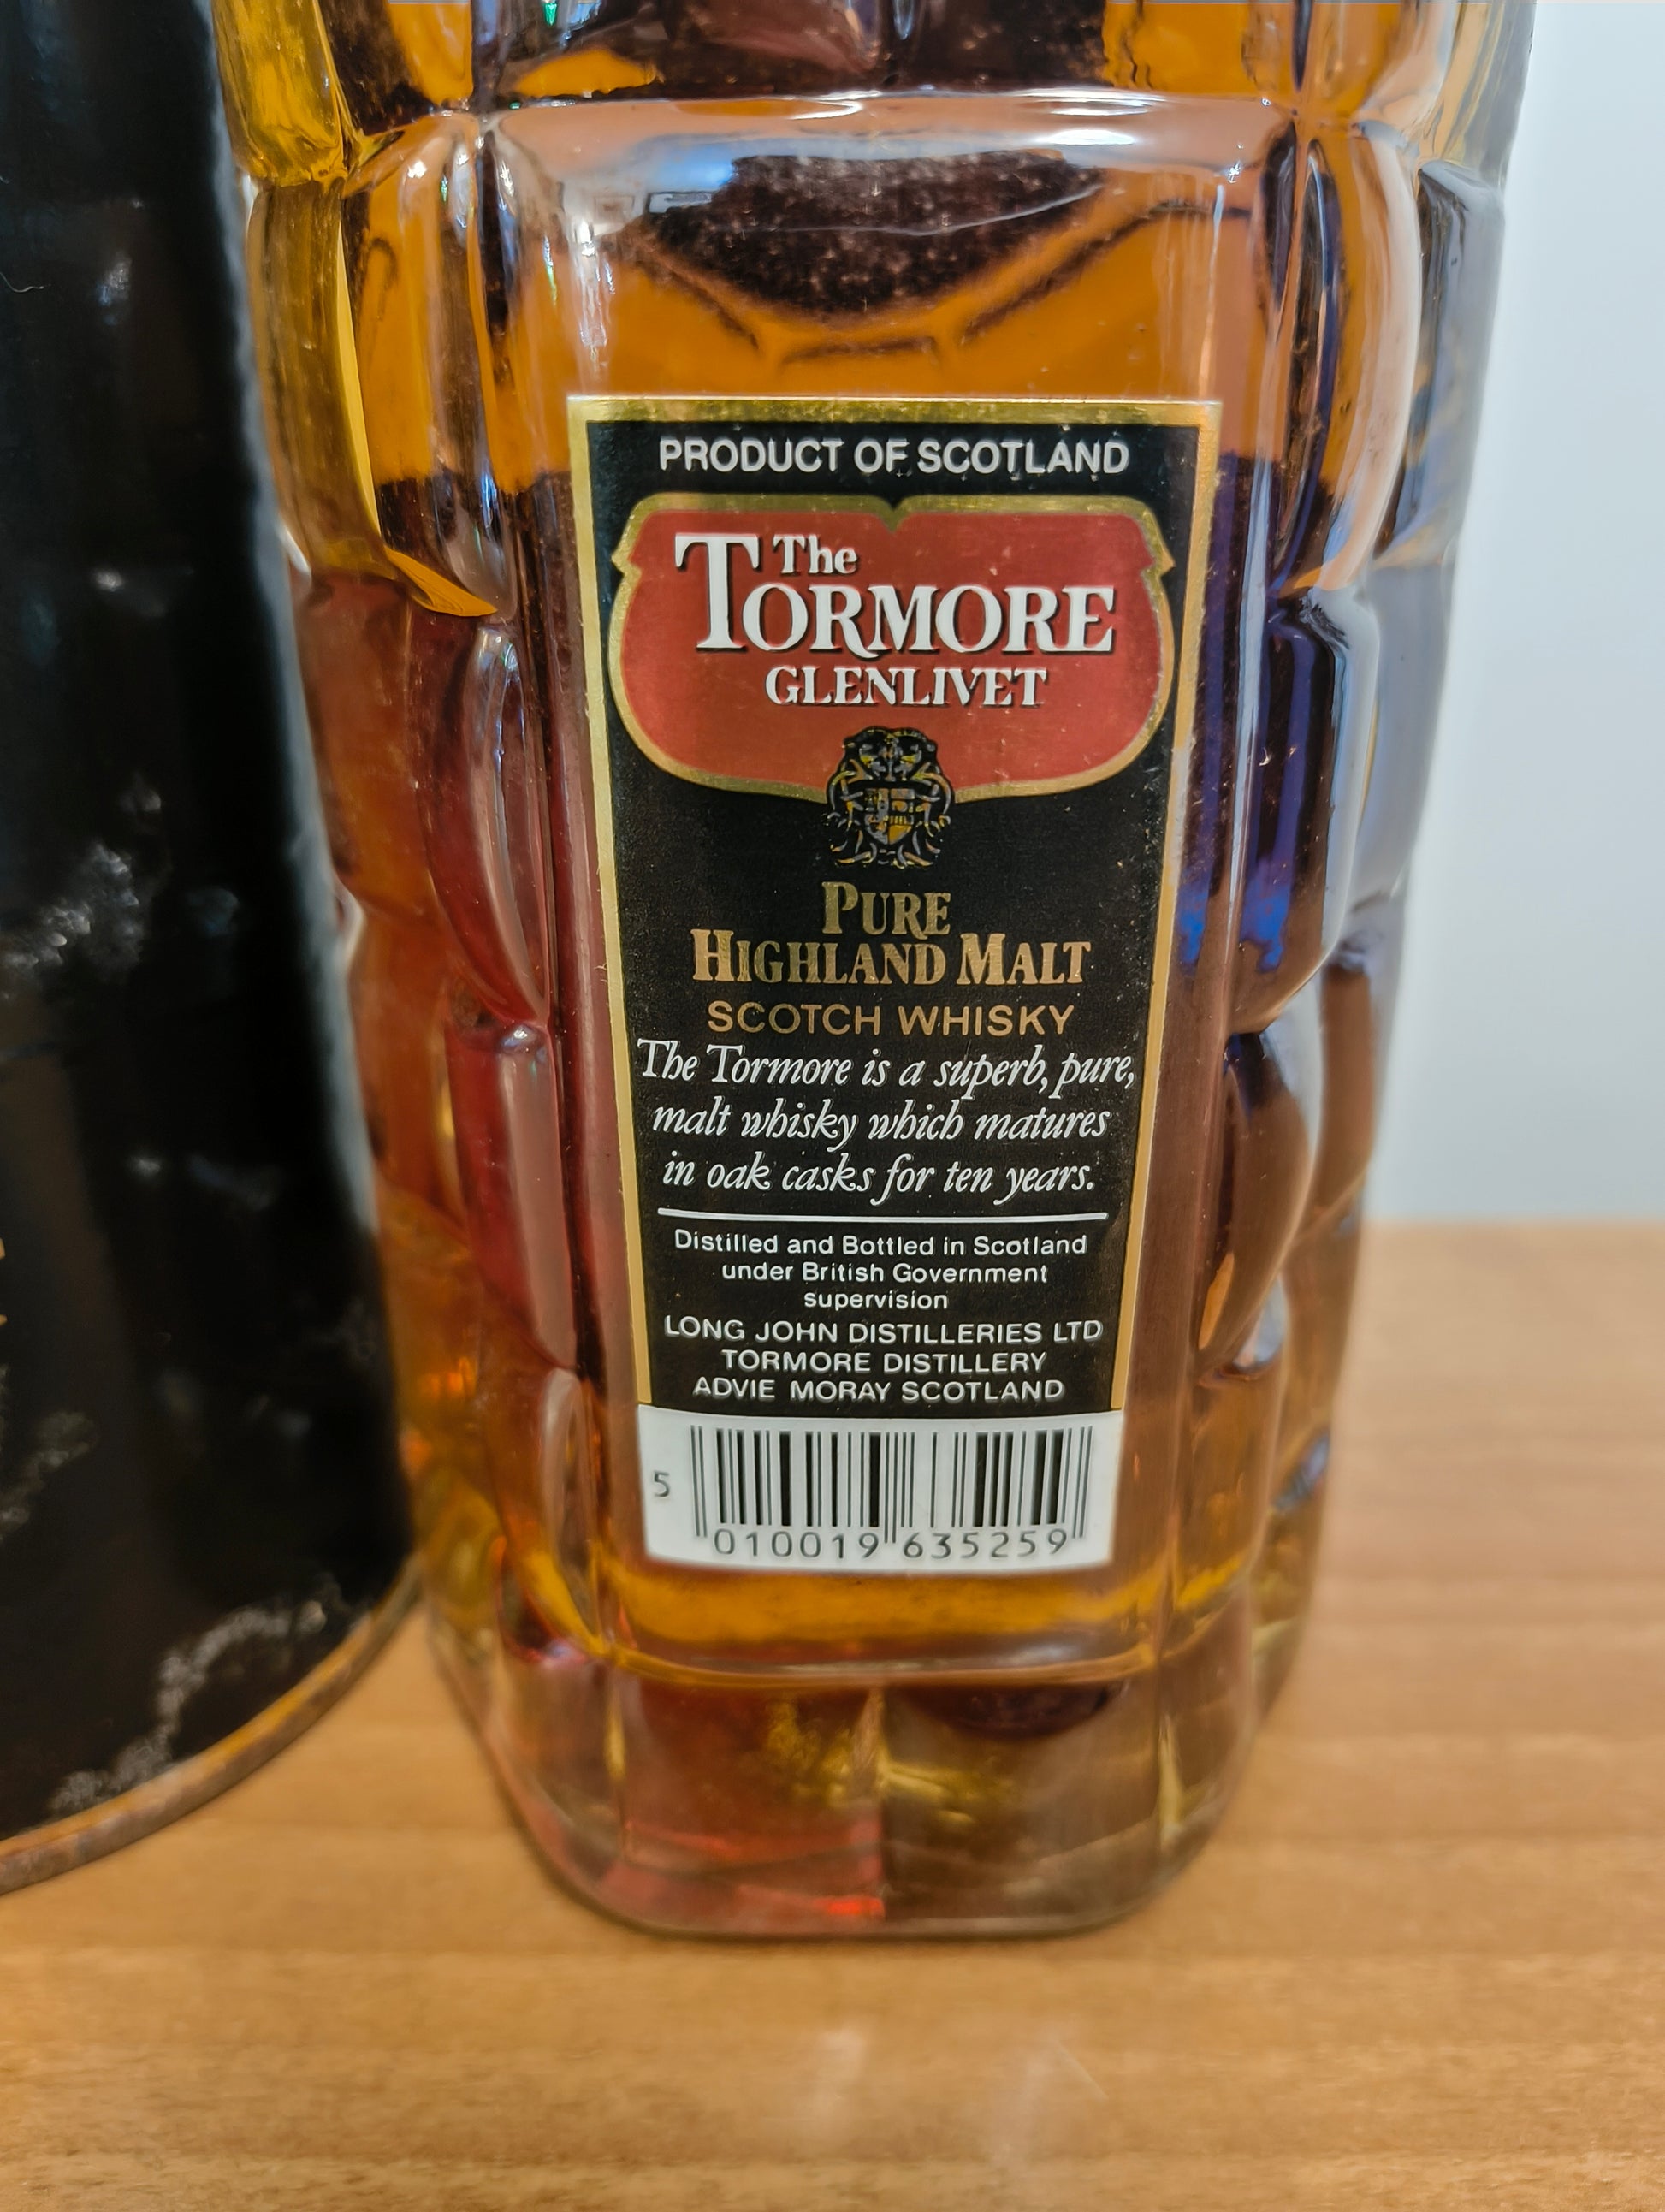 PRODUCT OF SCOTLAND
The
TORMORE
GLENLIVET
PURE
HIGHLAND MALT
SCOTCH WHISKY
The Tormore is a superb, pure,
malt whisky which matures
in oak casks for ten years.
Distilled and Bottled in Scotland
under British Government
supervision
LONG JOHN DISTILLERIES LTD
TORMORE DISTILLERY
ADVIE MORAY SCOTLAND
5 010019 635259